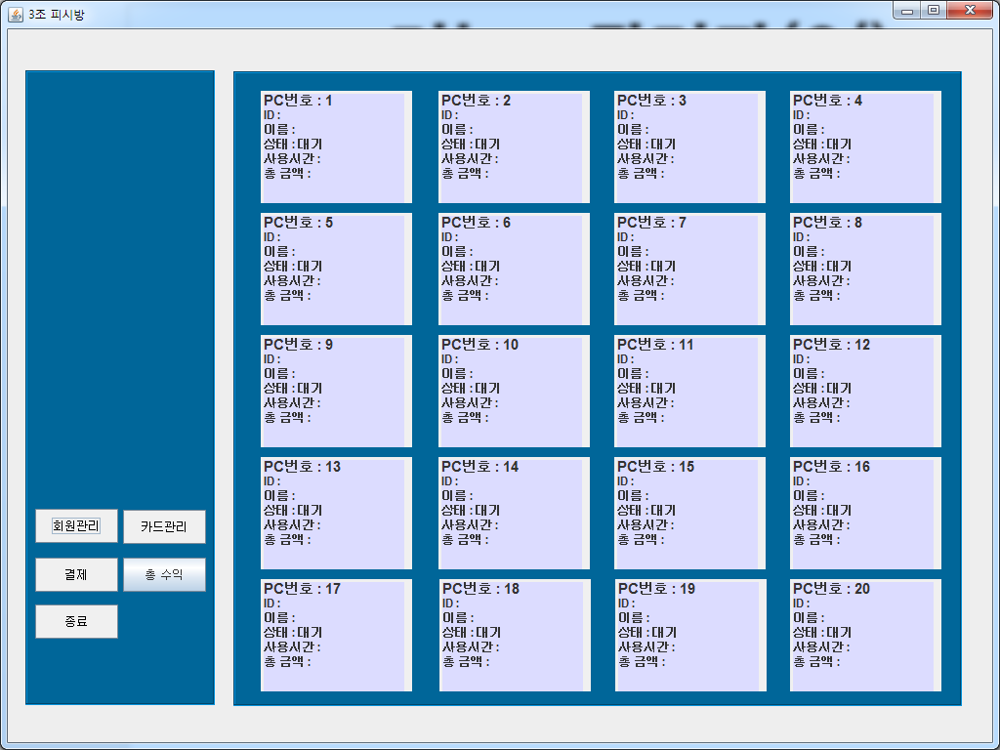 3조 피시방
PC번호 : 1
ID :
이름 :
상태 : 대기
사용시간 :
총 금액 :
PC번호 : 2
ID :
이름 :
상태 : 대기
사용시간 :
총 금액 :
PC번호 : 3
ID :
이름 :
상태 : 대기
사용시간 :
총 금액 :
PC번호 : 4
ID :
이름 :
상태 : 대기
사용시간 :
총 금액 :
PC번호 : 5
ID :
이름 :
상태 : 대기
사용시간 :
총 금액 :
PC번호 : 6
ID :
이름 :
상태 : 대기
사용시간 :
총 금액 :
PC번호 : 7
ID :
이름 :
상태 : 대기
사용시간 :
총 금액 :
PC번호 : 8
ID :
이름 :
상태 : 대기
사용시간 :
총 금액 :
PC번호 : 9
ID :
이름 :
상태 : 대기
사용시간 :
총 금액 :
PC번호 : 10
ID :
이름 :
상태 : 대기
사용시간 :
총 금액 :
PC번호 : 11
ID :
이름 :
상태 : 대기
사용시간 :
총 금액 :
PC번호 : 12
ID :
이름 :
상태 : 대기
사용시간 :
총 금액 :
PC번호 : 13
ID :
이름 :
상태 : 대기
사용시간 :
총 금액 :
PC번호 : 14
ID :
이름 :
상태 : 대기
사용시간 :
총 금액 :
PC번호 : 15
ID :
이름 :
상태 : 대기
사용시간 :
총 금액 :
PC번호 : 16
ID :
이름 :
상태 : 대기
사용시간 :
총 금액 :
PC번호 : 17
ID :
이름 :
상태 : 대기
사용시간 :
총 금액 :
PC번호 : 18
ID :
이름 :
상태 : 대기
사용시간 :
총 금액 :
PC번호 : 19
ID :
이름 :
상태 : 대기
사용시간 :
총 금액 :
PC번호 : 20
ID :
이름 :
상태 : 대기
사용시간 :
총 금액 :
회원관리
카드관리
결제
총 수익
종료